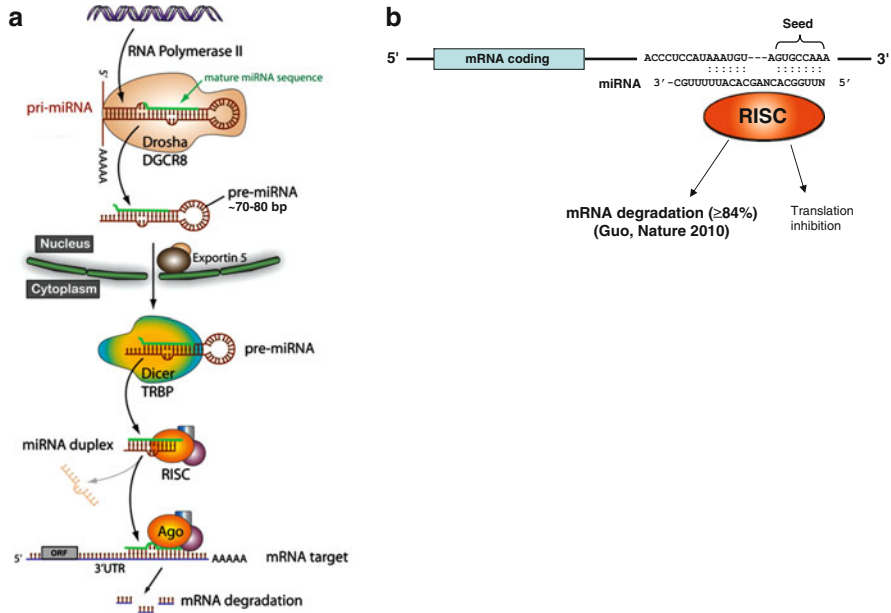 a
RNA Polymerase II
mature miRNA sequence
5'
pri-miRNA
AAAAA
Drosha
DGCR8
pre-miRNA
~70-80 bp
Nucleus
Exportin 5
Cytoplasm
pre-miRNA
Dicer
TRBP
miRNA duplex
RISC
Ago
5'
ORF
3'UTR
AAAAA
mRNA target
mRNA degradation
b
Seed
5'
mRNA coding
ACCCUCCAUAAAUGU---AGUGCCAAA
3'
miRNA
3'-CGUUUUUACACGANCACGGUUN
5'
RISC
mRNA degradation (≥84%)
(Guo, Nature 2010)
Translation
inhibition